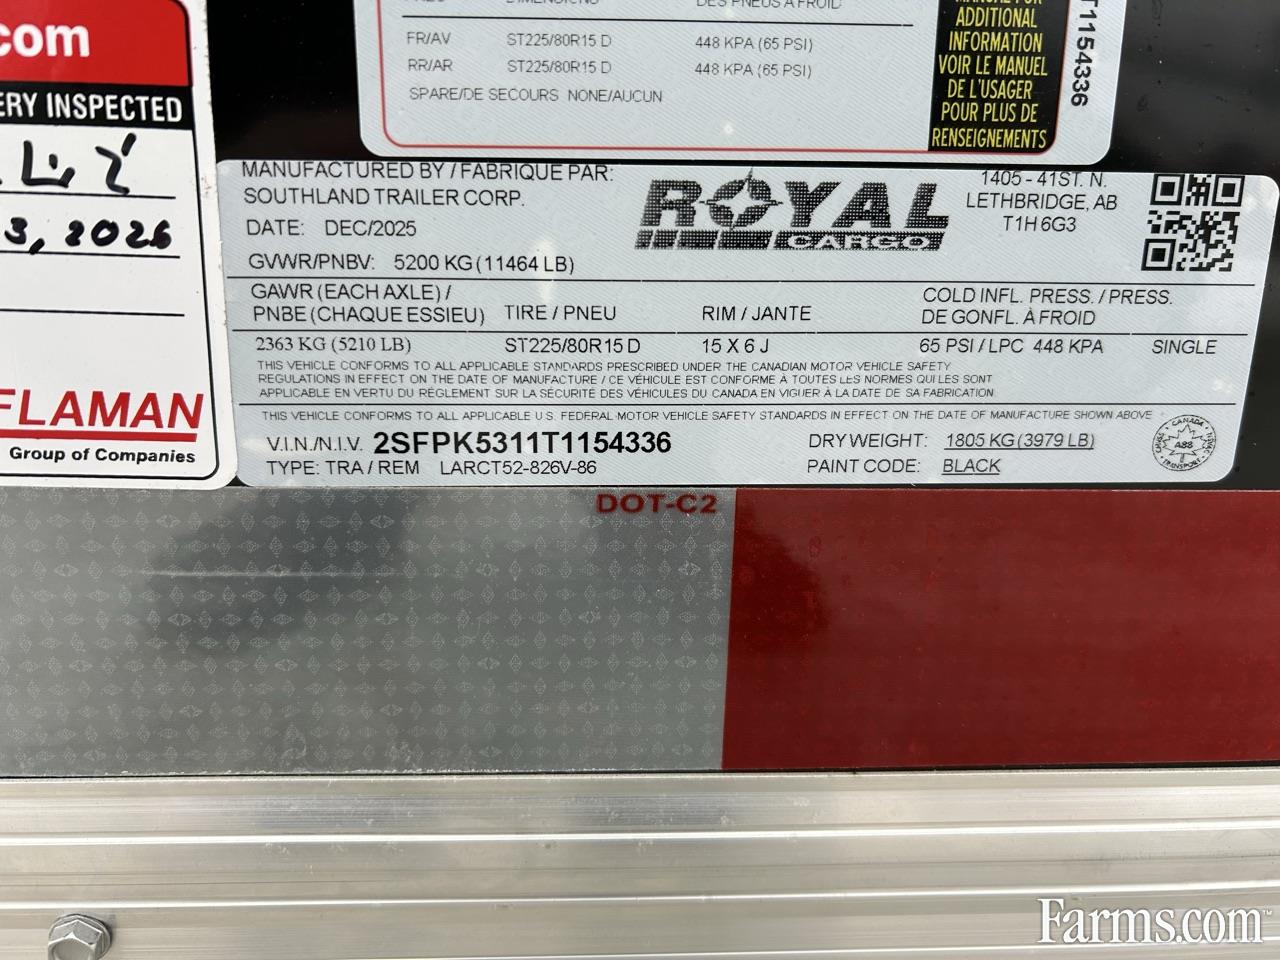 .com
ERY INSPECTED
3, 2026
FLAMAN
Group of Companies
DIMENSIONS
DES PNEUS À FROID
FR/AV ST225/80R15 D 448 KPA (65 PSI)
RR/AR ST225/80R15 D 448 KPA (65 PSI)
SPARE/DE SECOURS NONE/AUCUN
MANUAL FOR
ADDITIONAL
INFORMATION
VOIR LE MANUEL
DE L'USAGER
POUR PLUS DE
RENSEIGNEMENTS
T1154336
MANUFACTURED BY / FABRIQUE PAR:
SOUTHLAND TRAILER CORP.
DATE: DEC/2025
GVWR/PNBV: 5200 KG (11464 LB)
ROYAL
CARGO
1405 - 41ST. N.
LETHBRIDGE, AB
T1H 6G3
GAWR (EACH AXLE) /
PNBE (CHAQUE ESSIEU) TIRE / PNEU RIM / JANTE
COLD INFL. PRESS. / PRESS.
DE GONFL. À FROID
2363 KG (5210 LB) ST225/80R15 D 15 X 6 J 65 PSI / LPC 448 KPA SINGLE
THIS VEHICLE CONFORMS TO ALL APPLICABLE STANDARDS PRESCRIBED UNDER THE CANADIAN MOTOR VEHICLE SAFETY
REGULATIONS IN EFFECT ON THE DATE OF MANUFACTURE / CE VÉHICULE EST CONFORME À TOUTES LES NORMES QUI LES SONT
APPLICABLE EN VERTU DU RÈGLEMENT SUR LA SÉCURITÉ DES VÉHICULES DU CANADA EN VIGUER À LA DATE DE SA FABRICATION
THIS VEHICLE CONFORMS TO ALL APPLICABLE U.S. FEDERAL MOTOR VEHICLE SAFETY STANDARDS IN EFFECT ON THE DATE OF MANUFACTURE SHOWN ABOVE
V.I.N./N.I.V. 2SFPK5311T1154336
DRY WEIGHT: 1805 KG (3979 LB)
TYPE: TRA / REM LARCT52-826V-86
PAINT CODE: BLACK
CANADA
TRANSPORT
DOT-C2
Farms.com